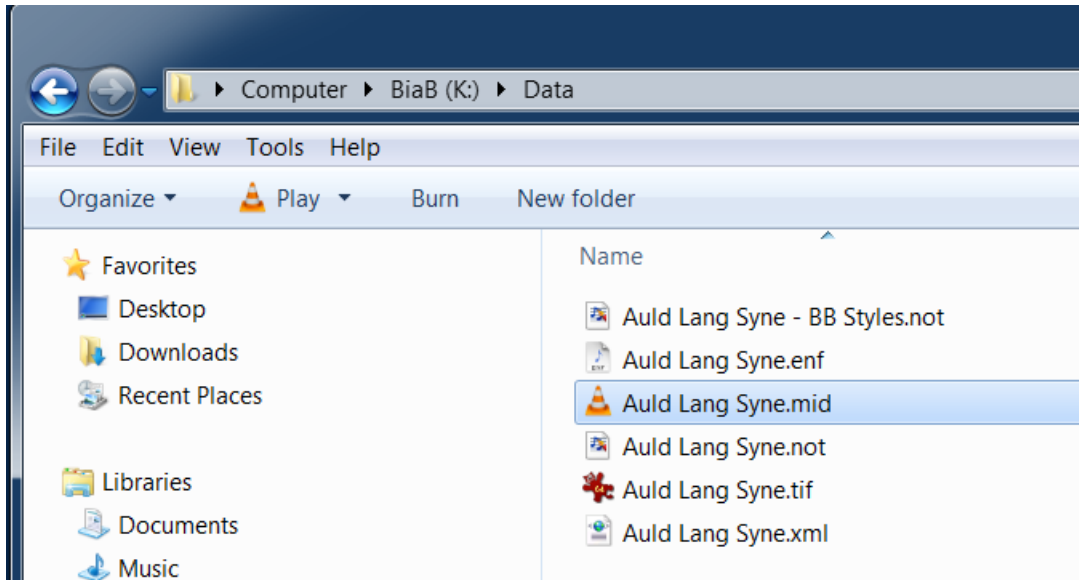 Computer BiaB (K:) Data
File Edit View Tools Help
Organize Play Burn New folder
Favorites
Desktop
Downloads
Recent Places
Libraries
Documents
Music
Name
Auld Lang Syne - BB Styles.not
Auld Lang Syne.enf
Auld Lang Syne.mid
Auld Lang Syne.not
Auld Lang Syne.tif
Auld Lang Syne.xml